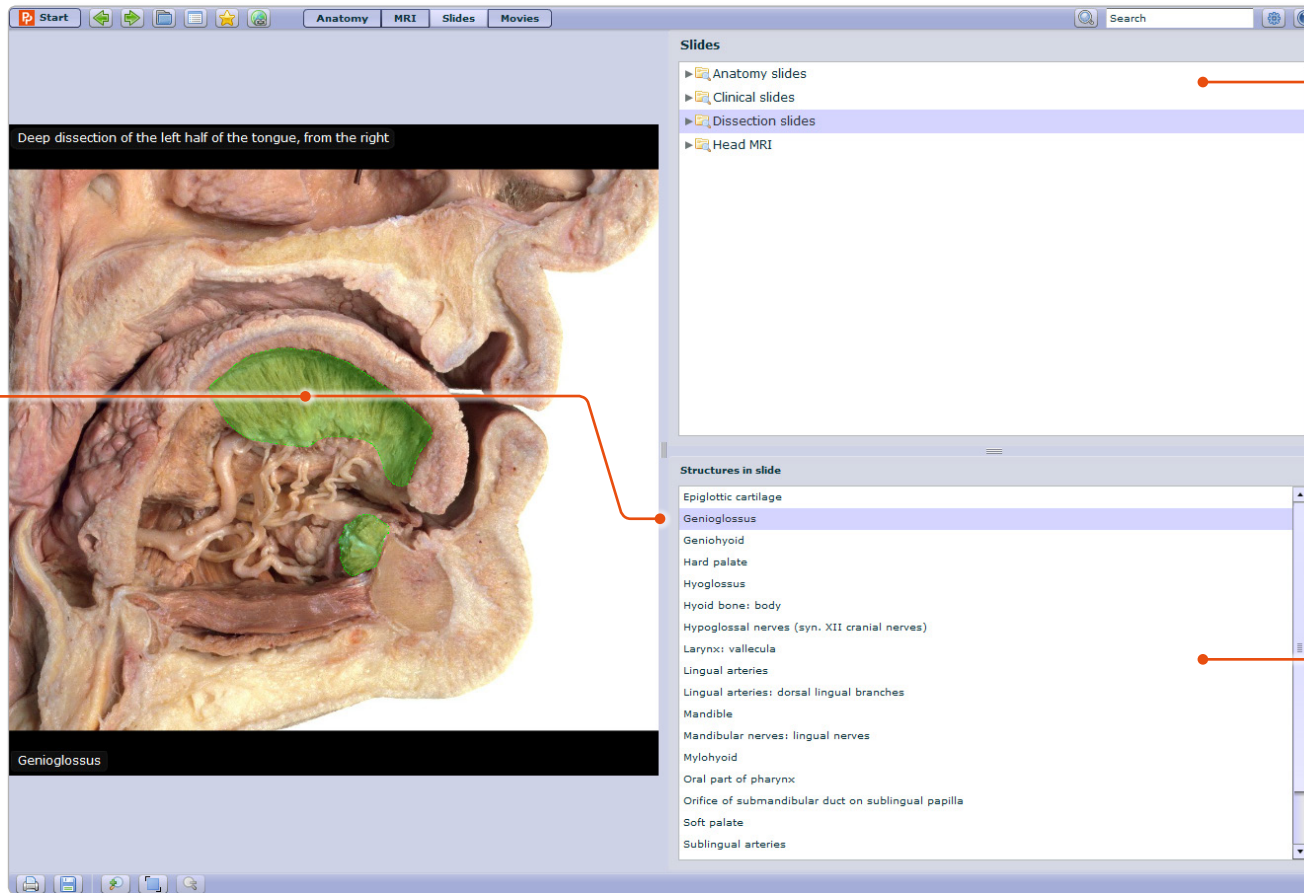 Start Anatomy MRI Slides Movies Search
Deep dissection of the left half of the tongue, from the right
Genioglossus
Slides
Anatomy slides
Clinical slides
Dissection slides
Head MRI
Structures in slide
Epiglottic cartilage
Genioglossus
Geniohyoid
Hard palate
Hyoglossus
Hyoid bone: body
Hypoglossal nerves (syn. XII cranial nerves)
Larynx: vallecula
Lingual arteries
Lingual arteries: dorsal lingual branches
Mandible
Mandibular nerves: lingual nerves
Mylohyoid
Oral part of pharynx
Orifice of submandibular duct on sublingual papilla
Soft palate
Sublingual arteries